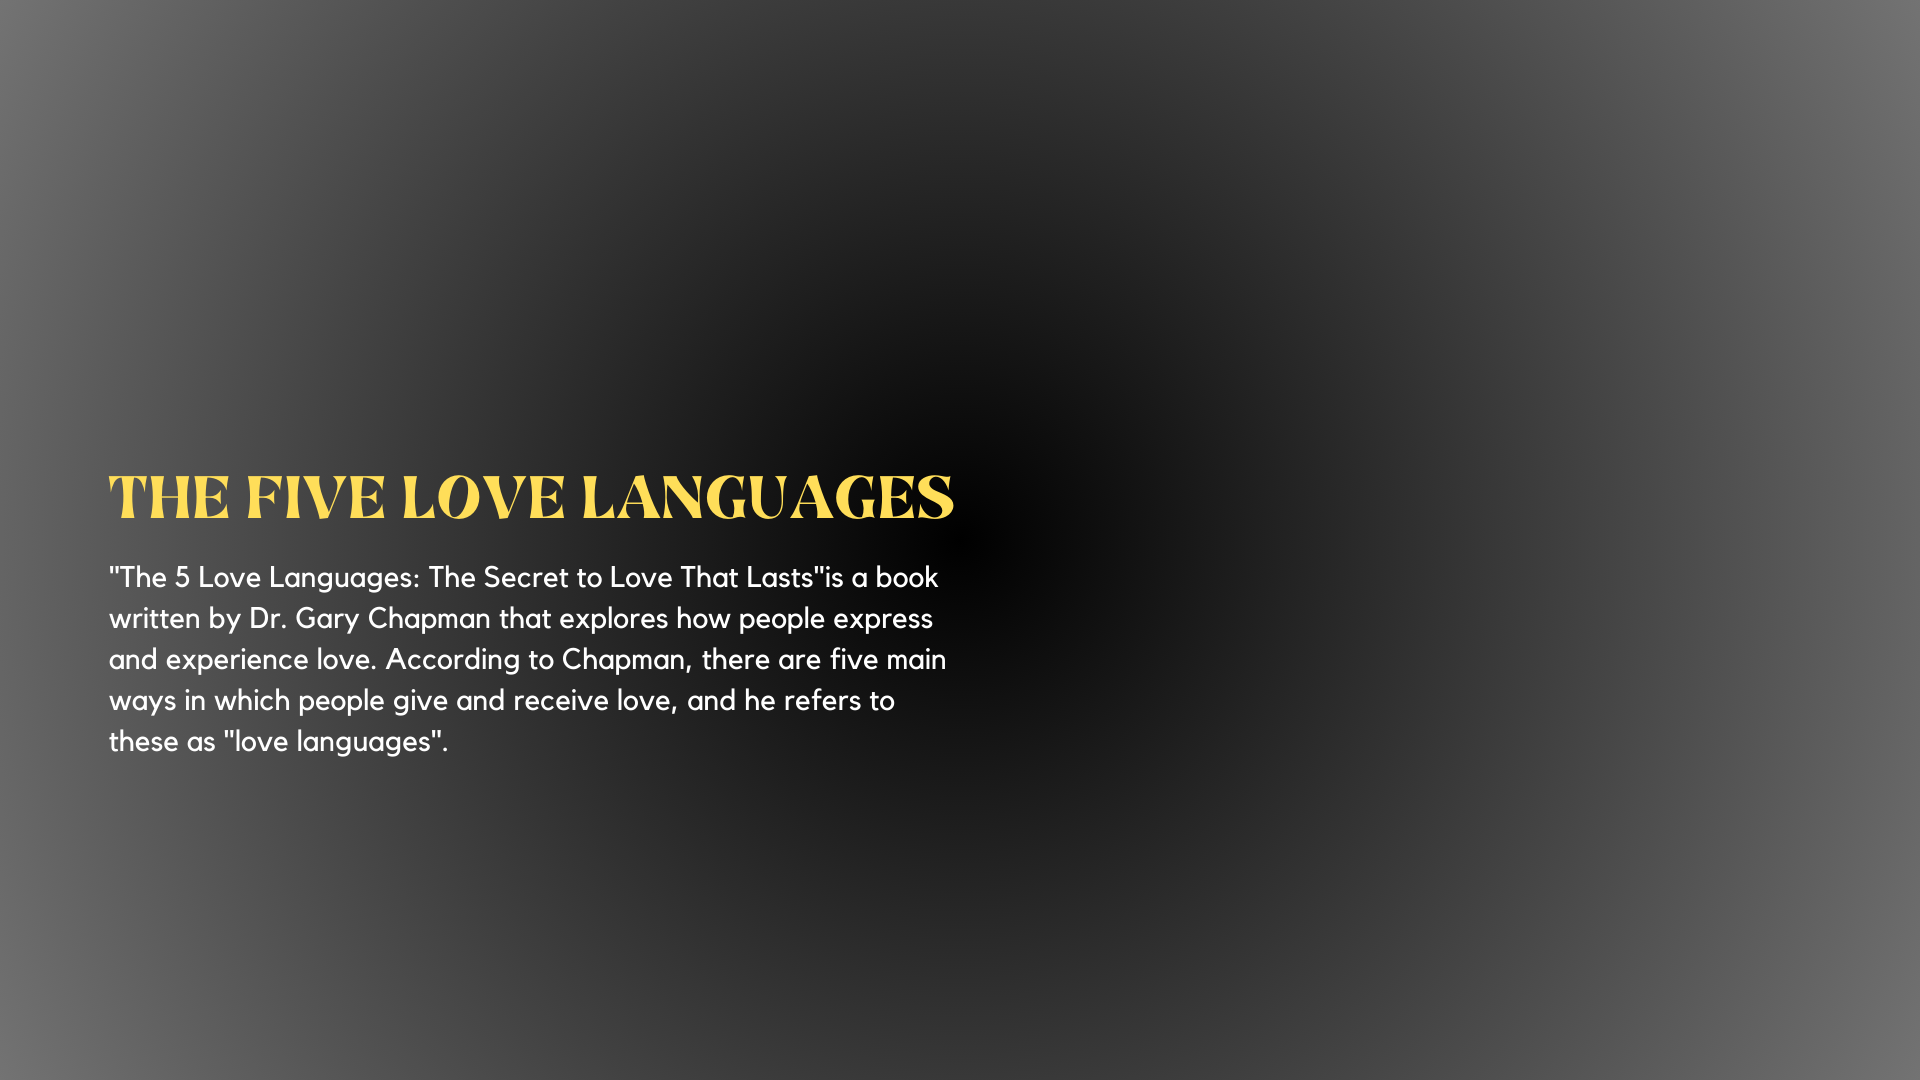 THE FIVE LOVE LANGUAGES
"The 5 Love Languages: The Secret to Love That Lasts"is a book
written by Dr. Gary Chapman that explores how people express
and experience love. According to Chapman, there are five main
ways in which people give and receive love, and he refers to
these as "love languages".